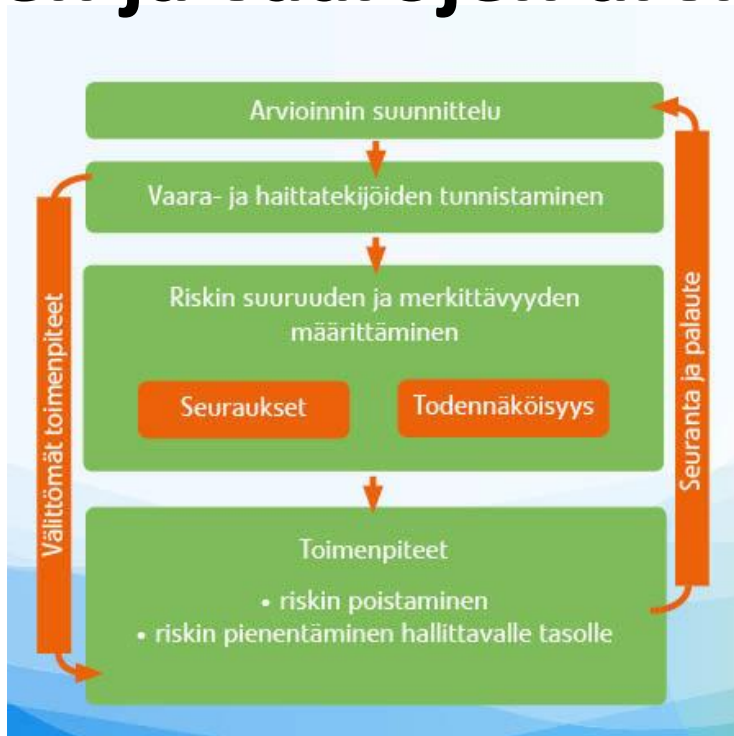 Arvioinnin suunnittelu
Vaara- ja haittatekijöiden tunnistaminen
Riskin suuruuden ja merkittävyyden
määrittäminen
Seuraukset
Todennäköisyys
Toimenpiteet
• riskin poistaminen
• riskin pienentäminen hallittavalle tasolle
Välittömät toimenpiteet
Seuranta ja palaute